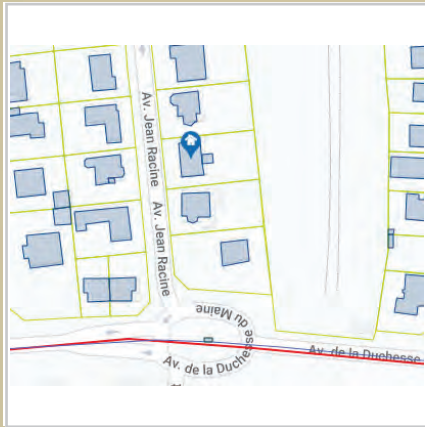 Av. Jean Racine
Av. Jean Racine
Av. de la Duchesse du Maine
Av. de la Duchesse